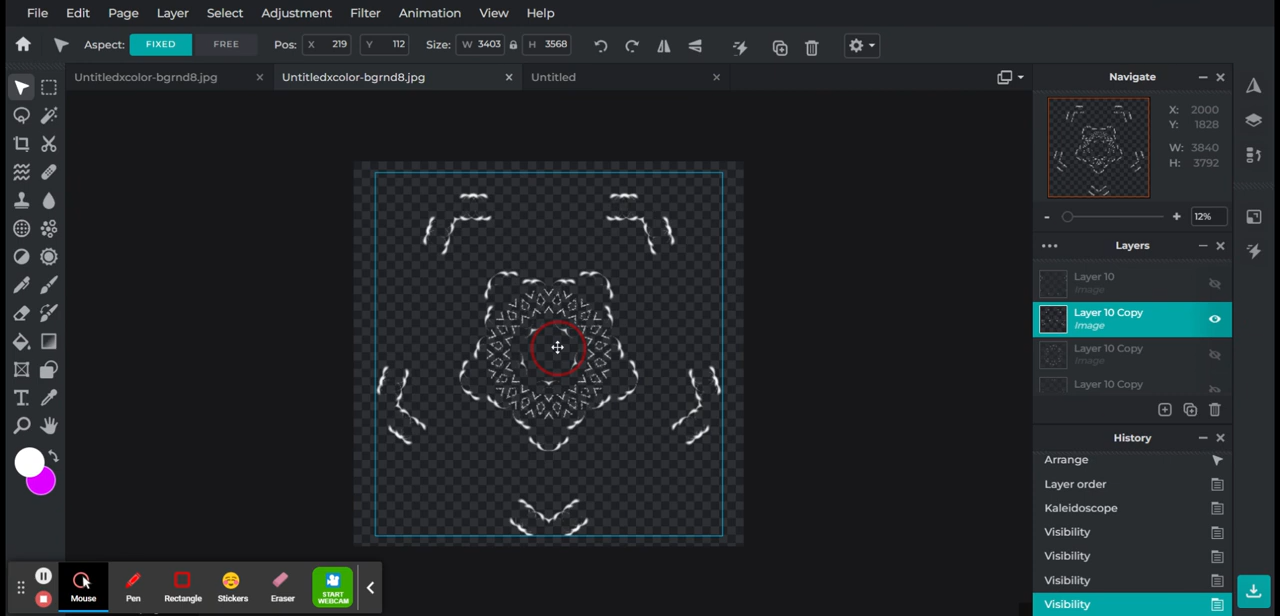 File Edit Page Layer Select Adjustment Filter Animation View Help
Aspect: FIXED FREE Pos: X 219 Y 112 Size: W 3403 H 3568
Untitledxcolor-bgrnd8.jpg Untitledxcolor-bgrnd8.jpg Untitled
Navigate
X: 2000
Y: 1828
W: 3840
H: 3792
12%
Layers
Layer 10
Image
Layer 10 Copy
Image
Layer 10 Copy
Image
Layer 10 Copy
History
Arrange
Layer order
Kaleidoscope
Visibility
Visibility
Visibility
Visibility
Mouse Pen Rectangle Stickers Eraser START
WEBCAM